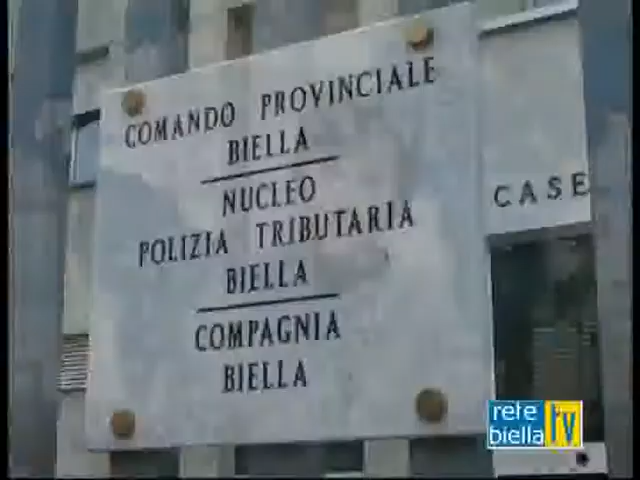 COMANDO PROVINCIALE
BIELLA
NUCLEO
POLIZIA TRIBUTARIA
BIELLA
COMPAGNIA
BIELLA
CASE
rete
biella TV